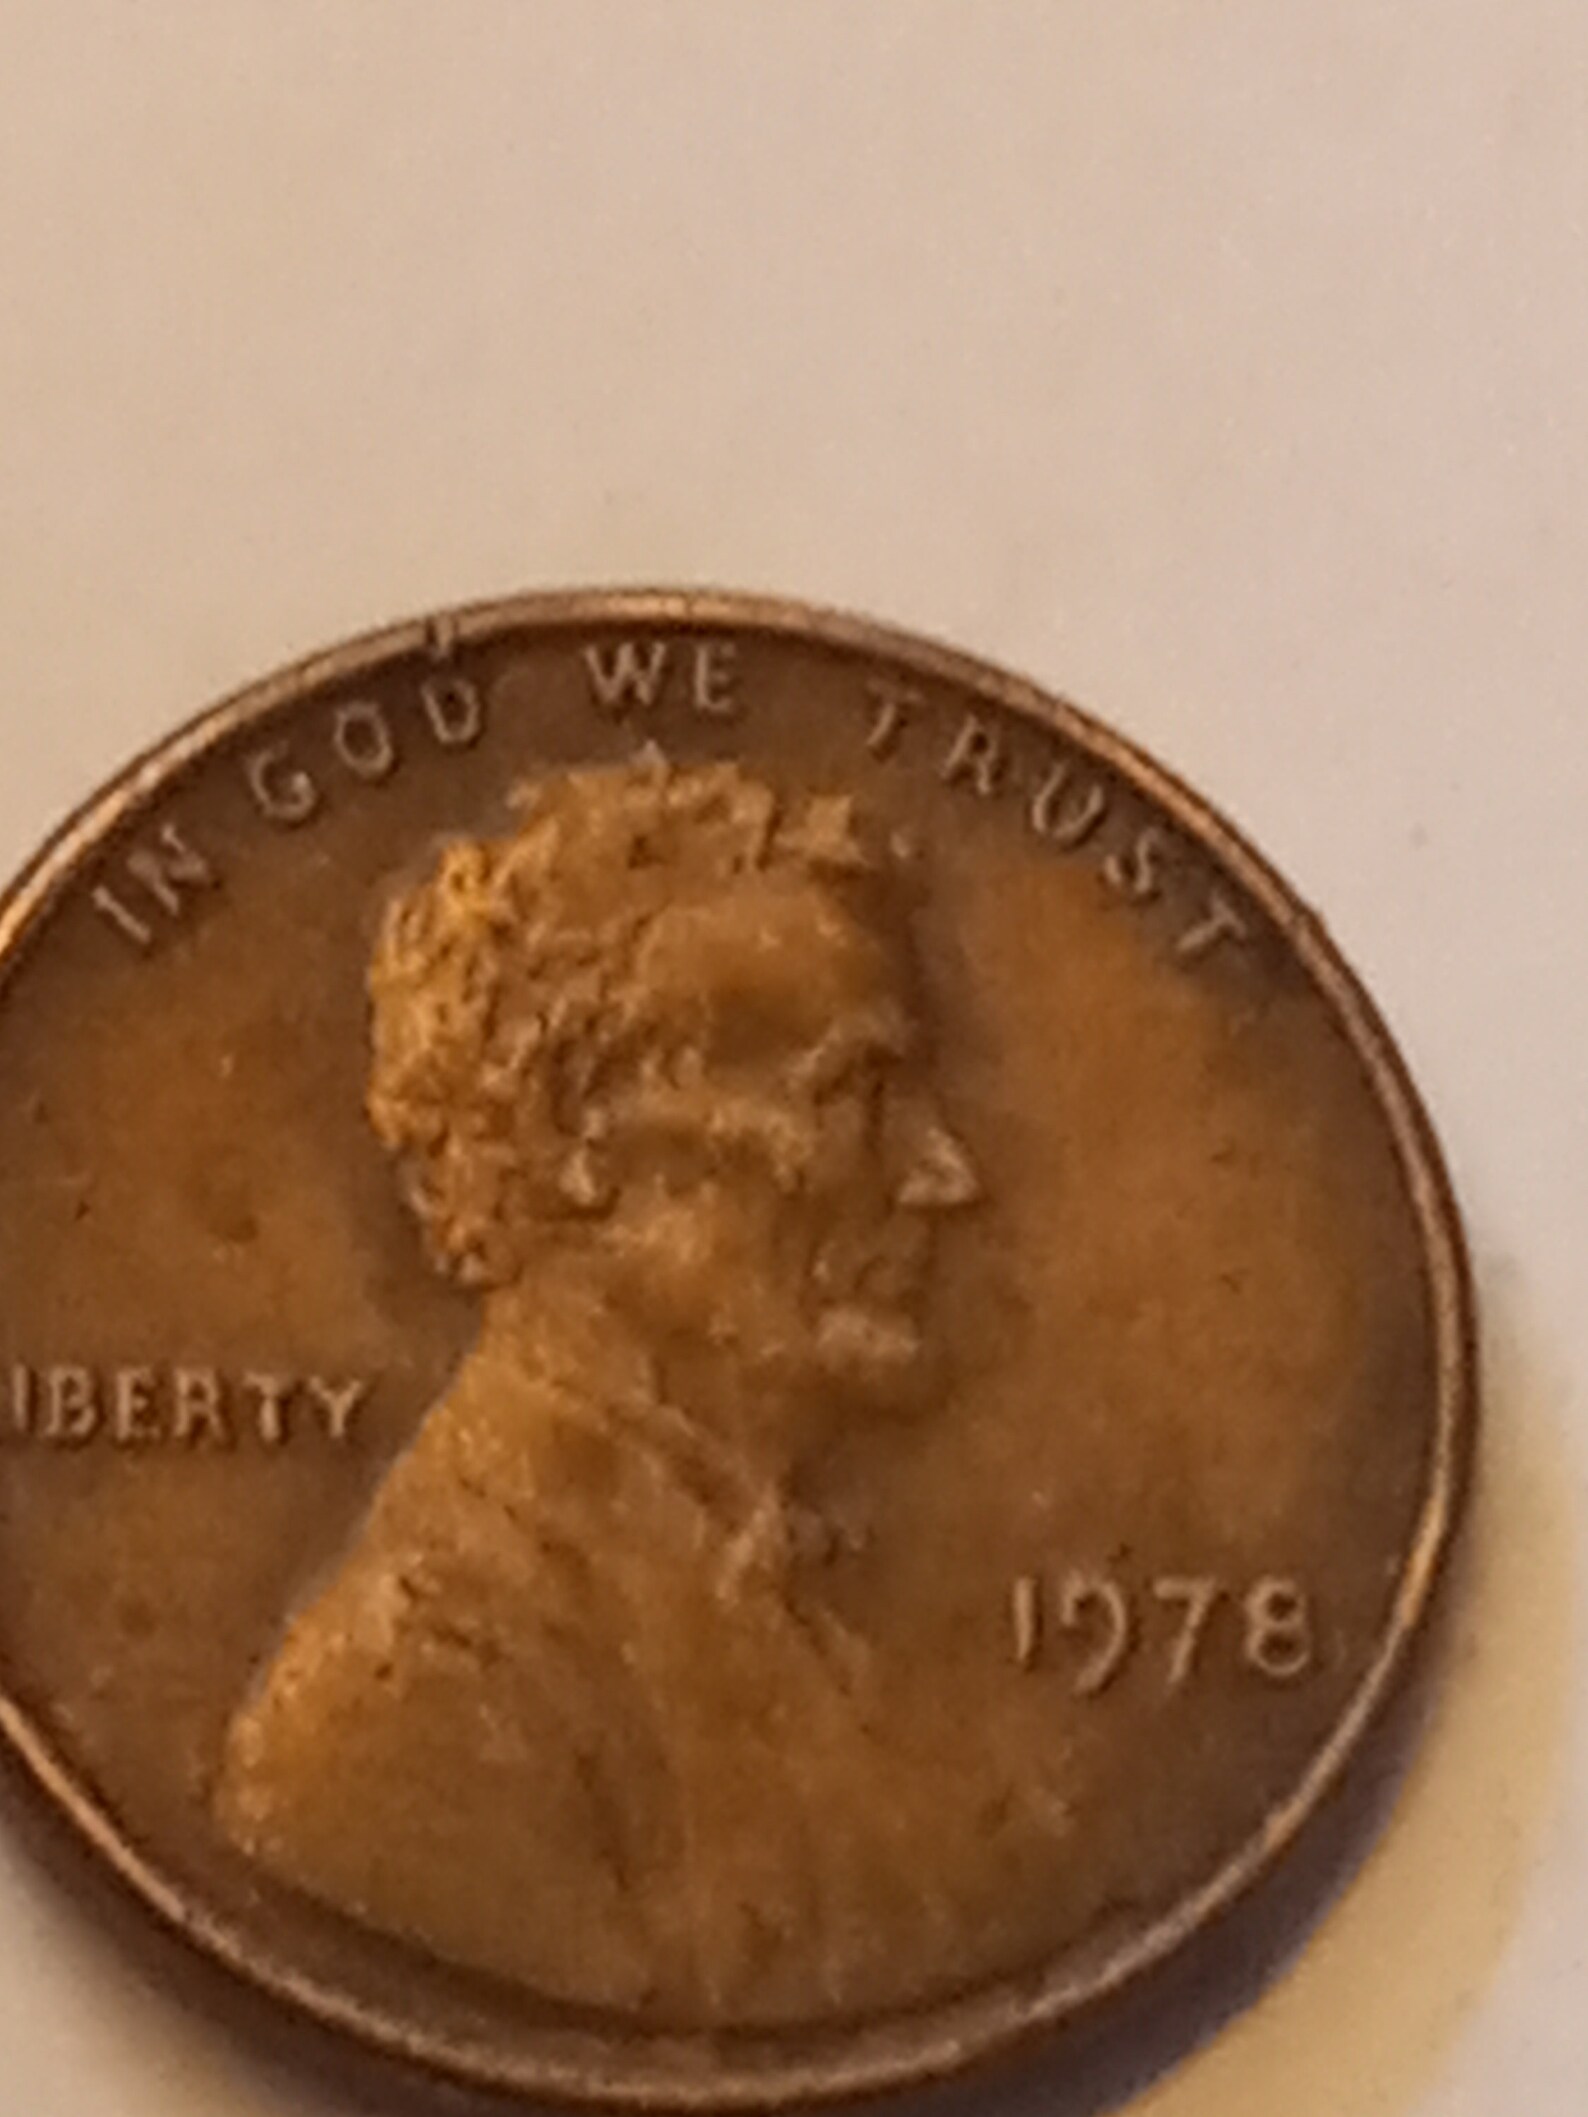 IN GOD WE TRUST
IBERTY
1978